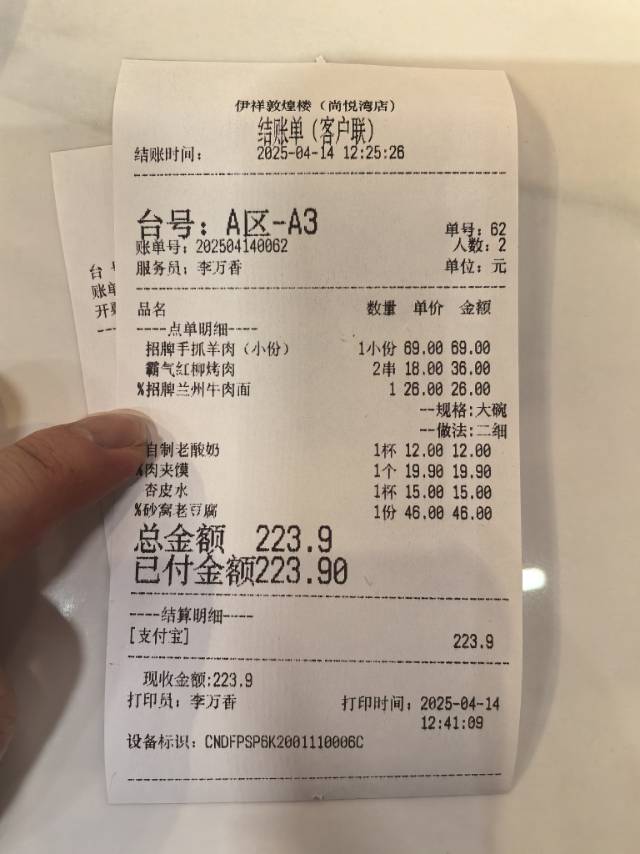 伊祥敦煌楼（尚悦湾店）
结账单（客户联）
结账时间： 2025-04-14 12:25:26
台号：A区-A3
单号：62
账单号：202504140062 人数：2
服务员：李万香 单位：元
品名 数量 单价 金额
----点单明细----
招牌手抓羊肉（小份） 1小份 69.00 69.00
霸气红柳烤肉 2串 18.00 36.00
%招牌兰州牛肉面 1 26.00 26.00
--规格:大碗
--做法:二细
自制老酸奶 1杯 12.00 12.00
%肉夹馍 1个 19.90 19.90
杏皮水 1杯 15.00 15.00
%砂窝老豆腐 1份 46.00 46.00
总金额 223.9
已付金额223.90
----结算明细----
[支付宝] 223.9
现收金额:223.9
打印员：李万香 打印时间：2025-04-14
12:41:09
设备标识：CNDFPSP6K2001110006C
台
账单
开